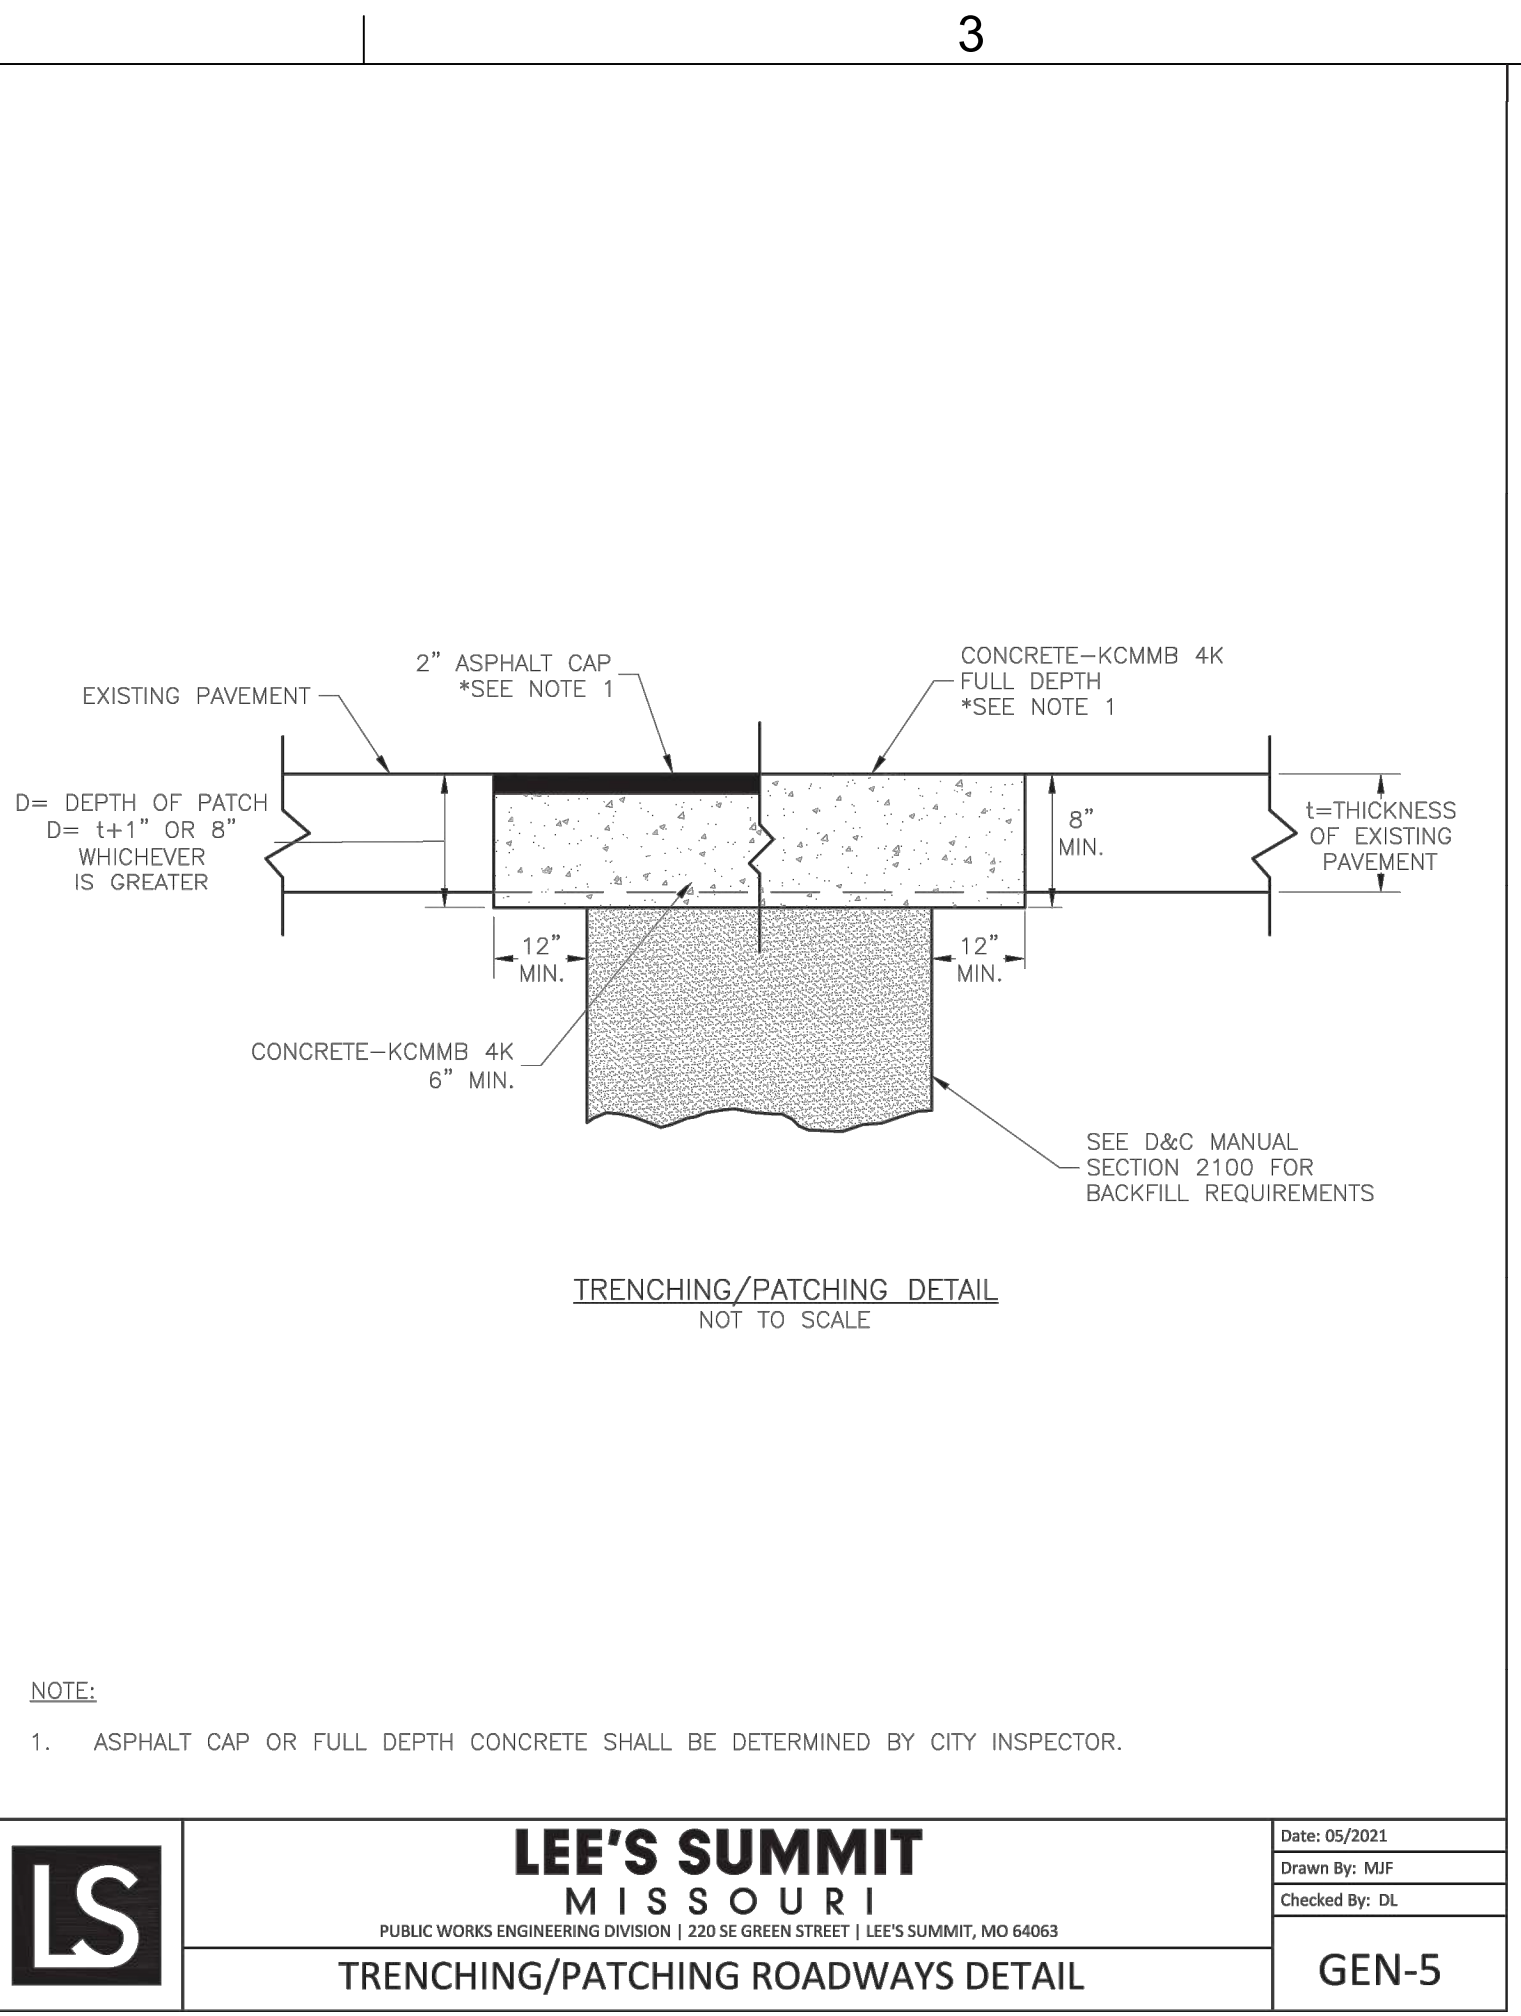 3
2” ASPHALT CAP
*SEE NOTE 1
CONCRETE-KCMMB 4K
FULL DEPTH
*SEE NOTE 1
EXISTING PAVEMENT
D= DEPTH OF PATCH
D= t+1” OR 8”
WHICHEVER
IS GREATER
8”
MIN.
t=THICKNESS
OF EXISTING
PAVEMENT
12”
MIN.
12”
MIN.
CONCRETE-KCMMB 4K
6” MIN.
SEE D&C MANUAL
SECTION 2100 FOR
BACKFILL REQUIREMENTS
TRENCHING/PATCHING DETAIL
NOT TO SCALE
NOTE:
1. ASPHALT CAP OR FULL DEPTH CONCRETE SHALL BE DETERMINED BY CITY INSPECTOR.
LS
LEE'S SUMMIT
MISSOURI
PUBLIC WORKS ENGINEERING DIVISION | 220 SE GREEN STREET | LEE'S SUMMIT, MO 64063
TRENCHING/PATCHING ROADWAYS DETAIL
Date: 05/2021
Drawn By: MJF
Checked By: DL
GEN-5